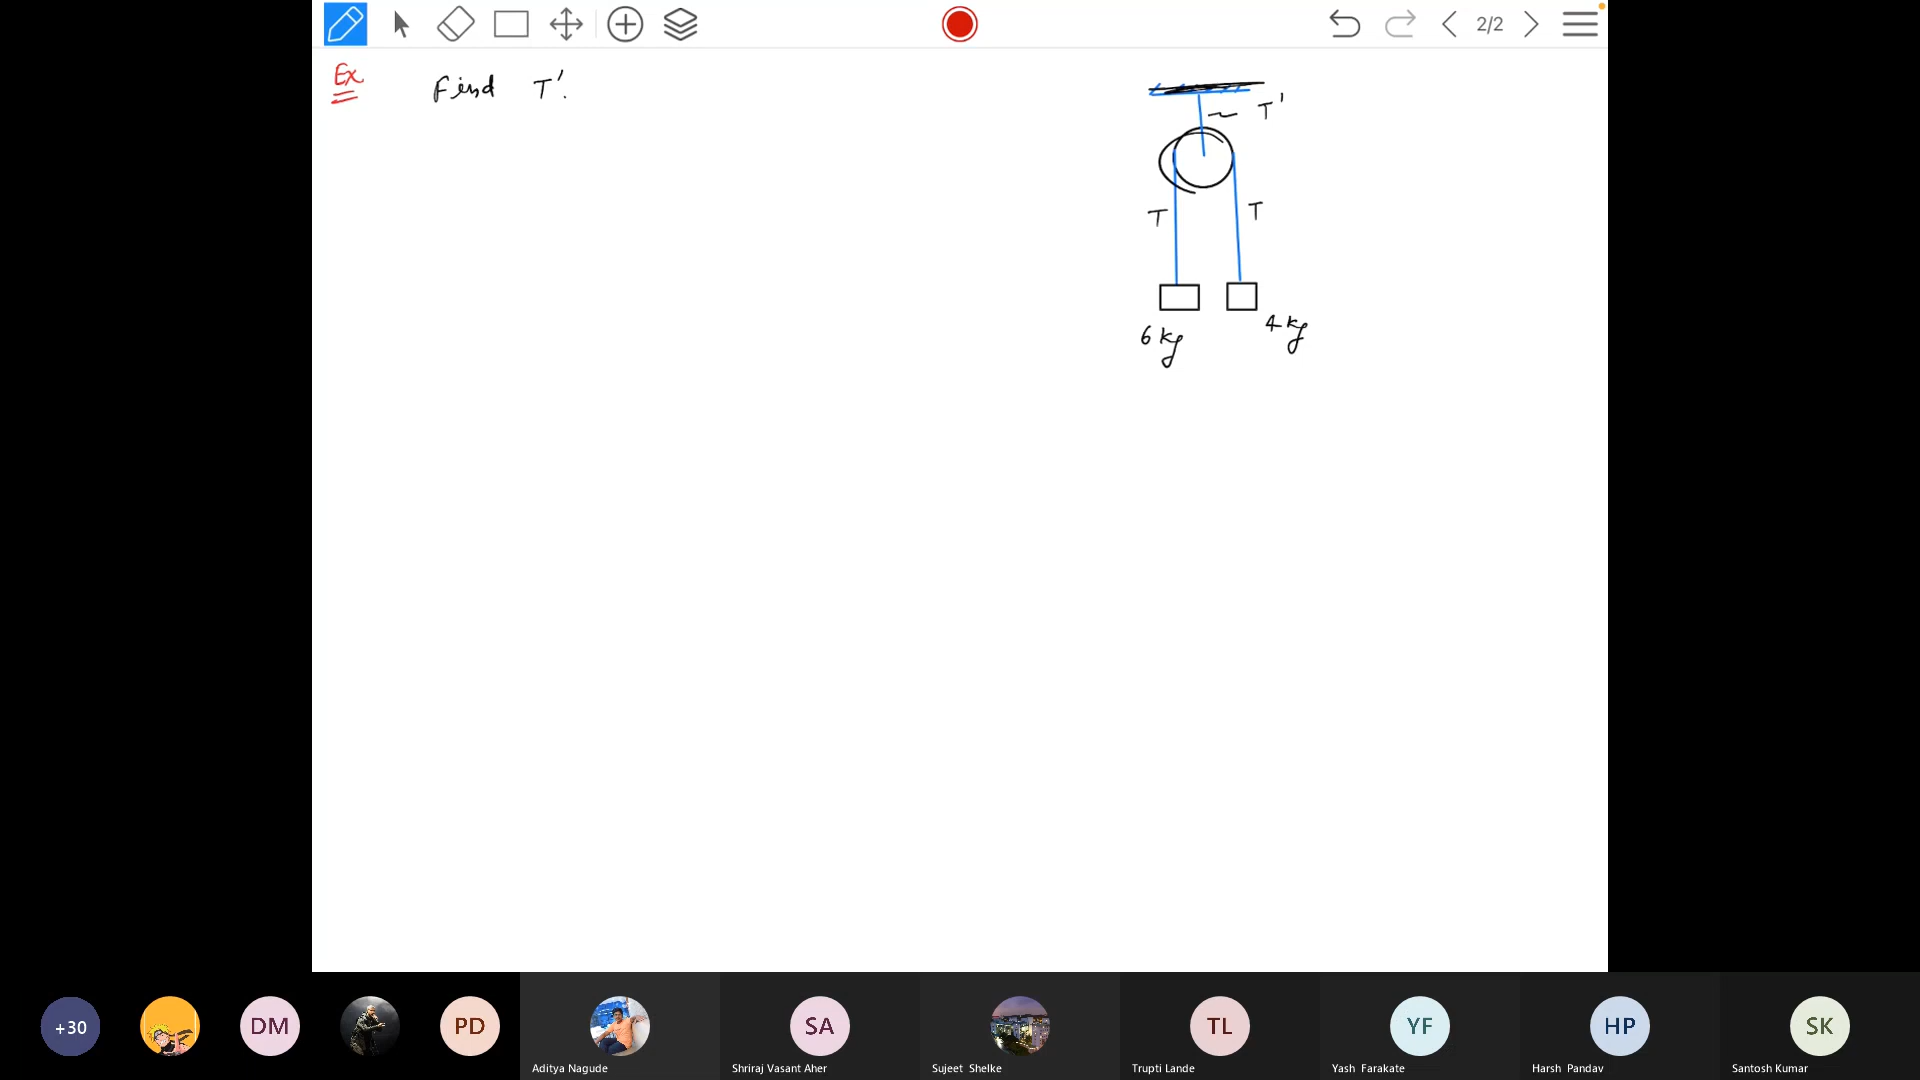 2/2
Ex Find T'.
T'
T T
6 kg 4 kg
+30 DM PD SA TL YF HP SK
Aditya Nagude Shriraj Vasant Aher Sujeet Shelke Trupti Lande Yash Farakate Harsh Pandav Santosh Kumar